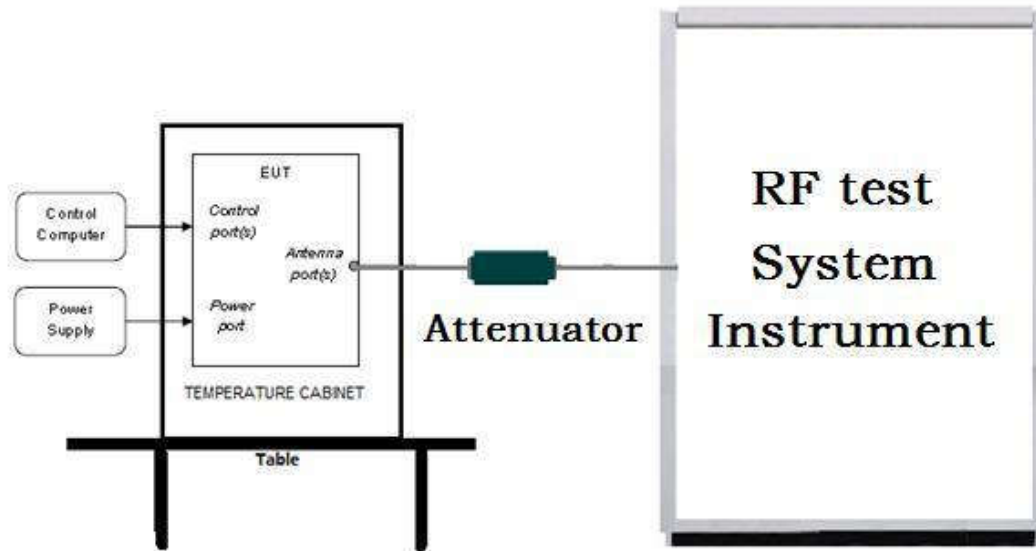 Control
Computer
Power
Supply
EUT
Control
port(s)
Antenna
port(s)
Power
port
TEMPERATURE CABINET
Table
Attenuator
RF test
System
Instrument